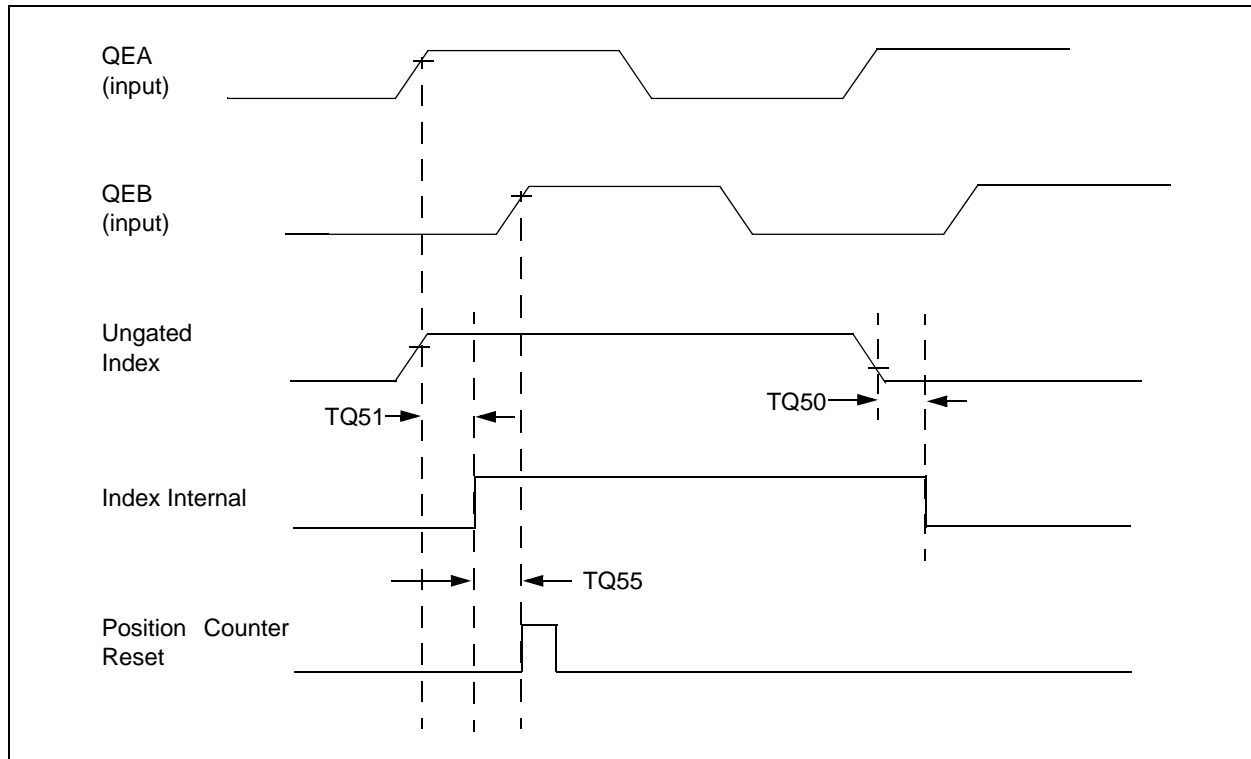 QEA
(input)
QEB
(input)
Ungated
Index
TQ51
TQ50
Index Internal
TQ55
Position Counter
Reset